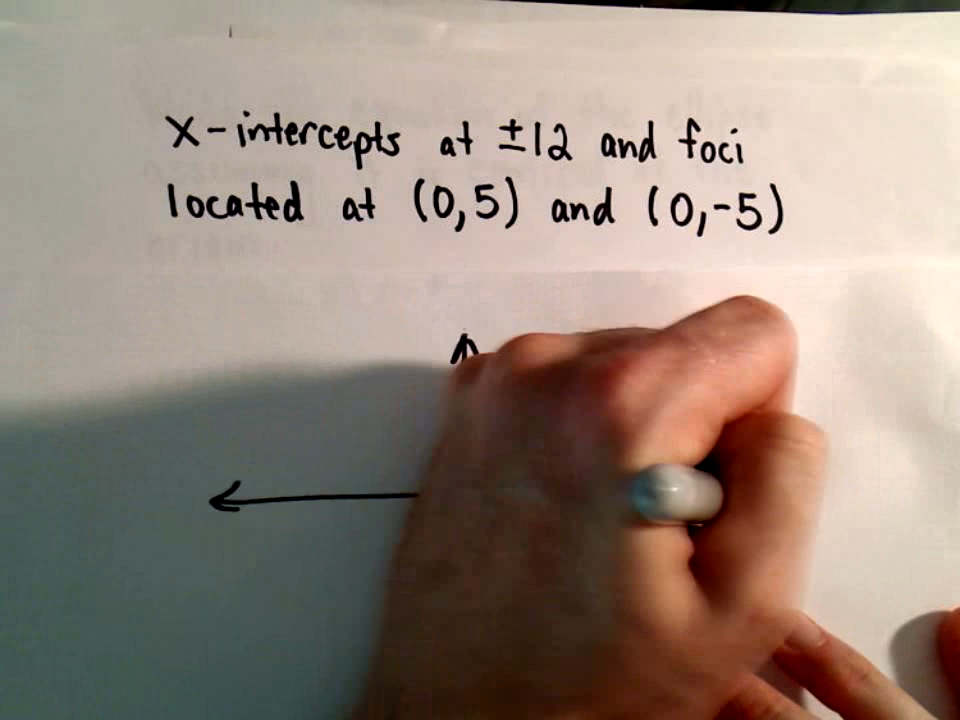 x-intercepts at ±12 and foci
located at (0,5) and (0,-5)